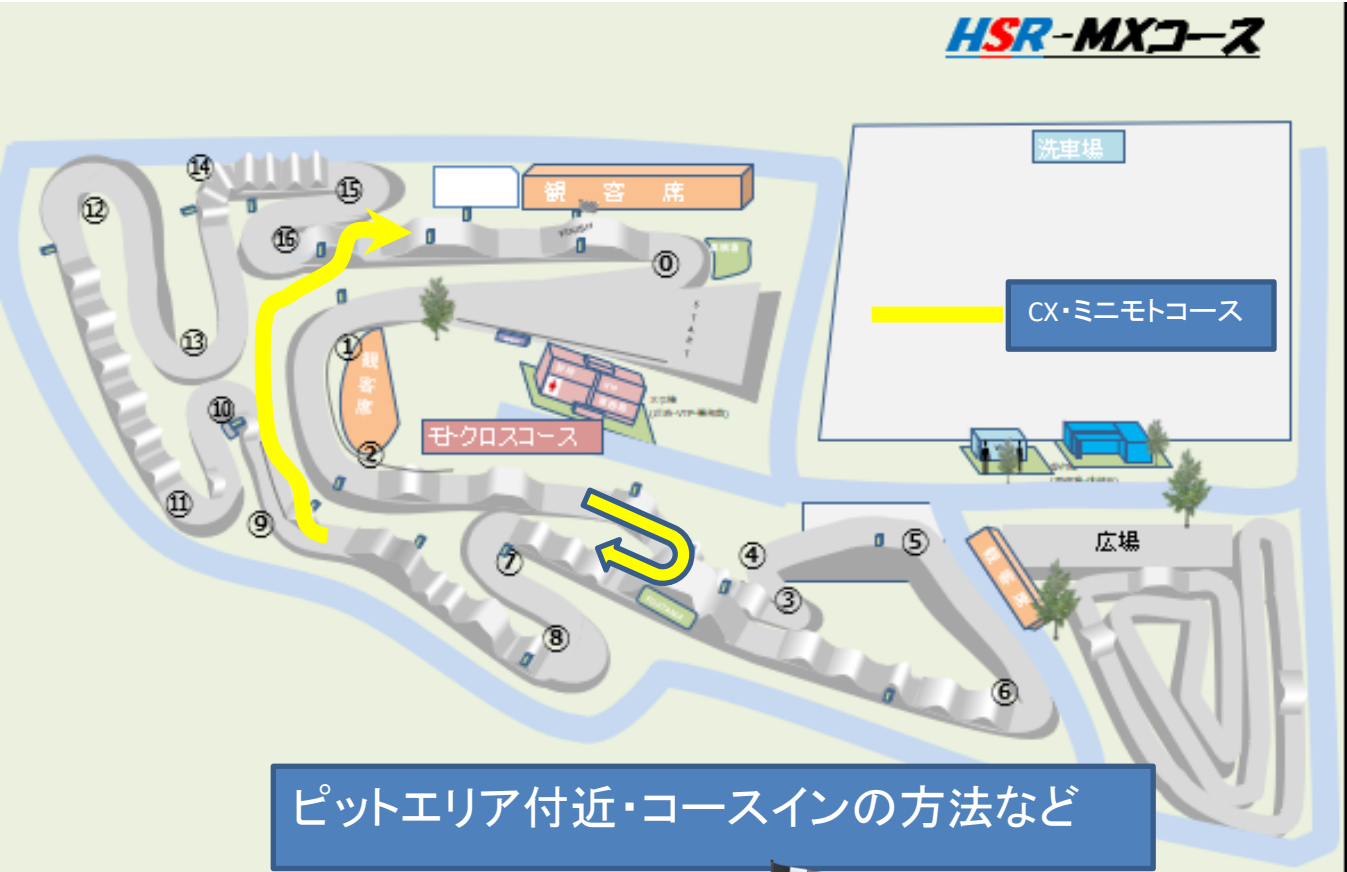 HSR-MXコース
洗車場
⑭
⑮
観 客 席
⑫
⑯
⓪
CX・ミニモトコース
START
⑬
①
観客席
⑩
モトクロスコース
②
⑪
⑨
⑦
④
⑤
広場
③
⑧
⑥
ピットエリア付近・コースインの方法など